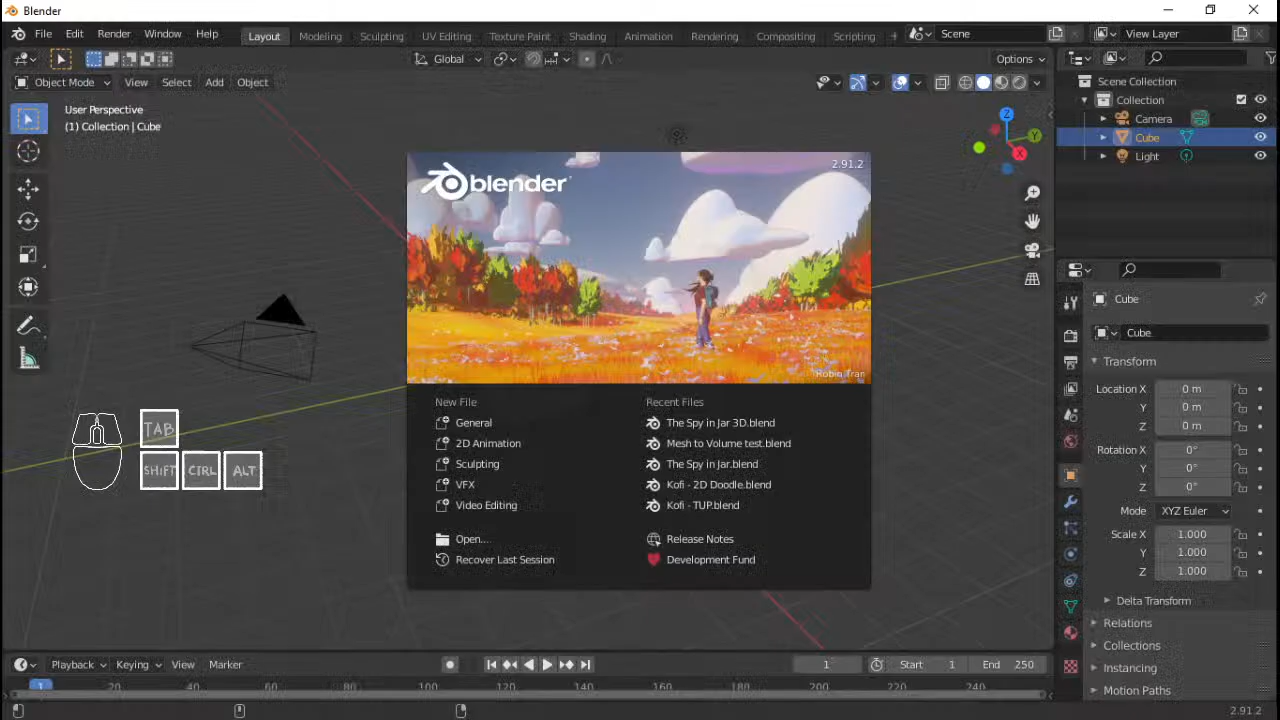 Blender
File Edit Render Window Help Layout Modeling Sculpting UV Editing Texture Paint Shading Animation Rendering Compositing Scripting + Scene View Layer
Global Options
Object Mode View Select Add Object
User Perspective
(1) Collection | Cube
Z
Y
X
Scene Collection
Collection
Camera
Cube
Light
blender
2.91.2
Robin Tran
New File
General
2D Animation
Sculpting
VFX
Video Editing
Open...
Recover Last Session
Recent Files
The Spy in Jar 3D.blend
Mesh to Volume test.blend
The Spy in Jar.blend
Kofi - 2D Doodle.blend
Kofi - TUP.blend
Release Notes
Development Fund
TAB
SHIFT CTRL ALT
Cube
Cube
Transform
Location X 0 m
Y 0 m
Z 0 m
Rotation X 0°
Y 0°
Z 0°
Mode XYZ Euler
Scale X 1.000
Y 1.000
Z 1.000
Delta Transform
Relations
Collections
Instancing
Motion Paths
Playback Keying View Marker 1 Start 1 End 250
1 20 40 60 80 100 120 140 160 180 200 220 240
2.91.2